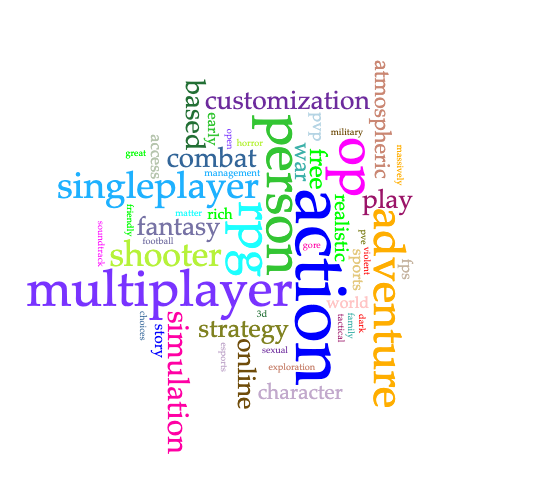 atmospheric
based
customization
early
open
pvp
military
person
op
access
great
horror
combat
war
free
massively
management
singleplayer
action
play
rpg
realistic
adventure
friendly
matter
rich
soundtrack
fantasy
football
gore
pve
violent
sports
fps
shooter
multiplayer
world
choices
story
simulation
3d
strategy
tactical
family
dark
online
esports
sexual
exploration
character